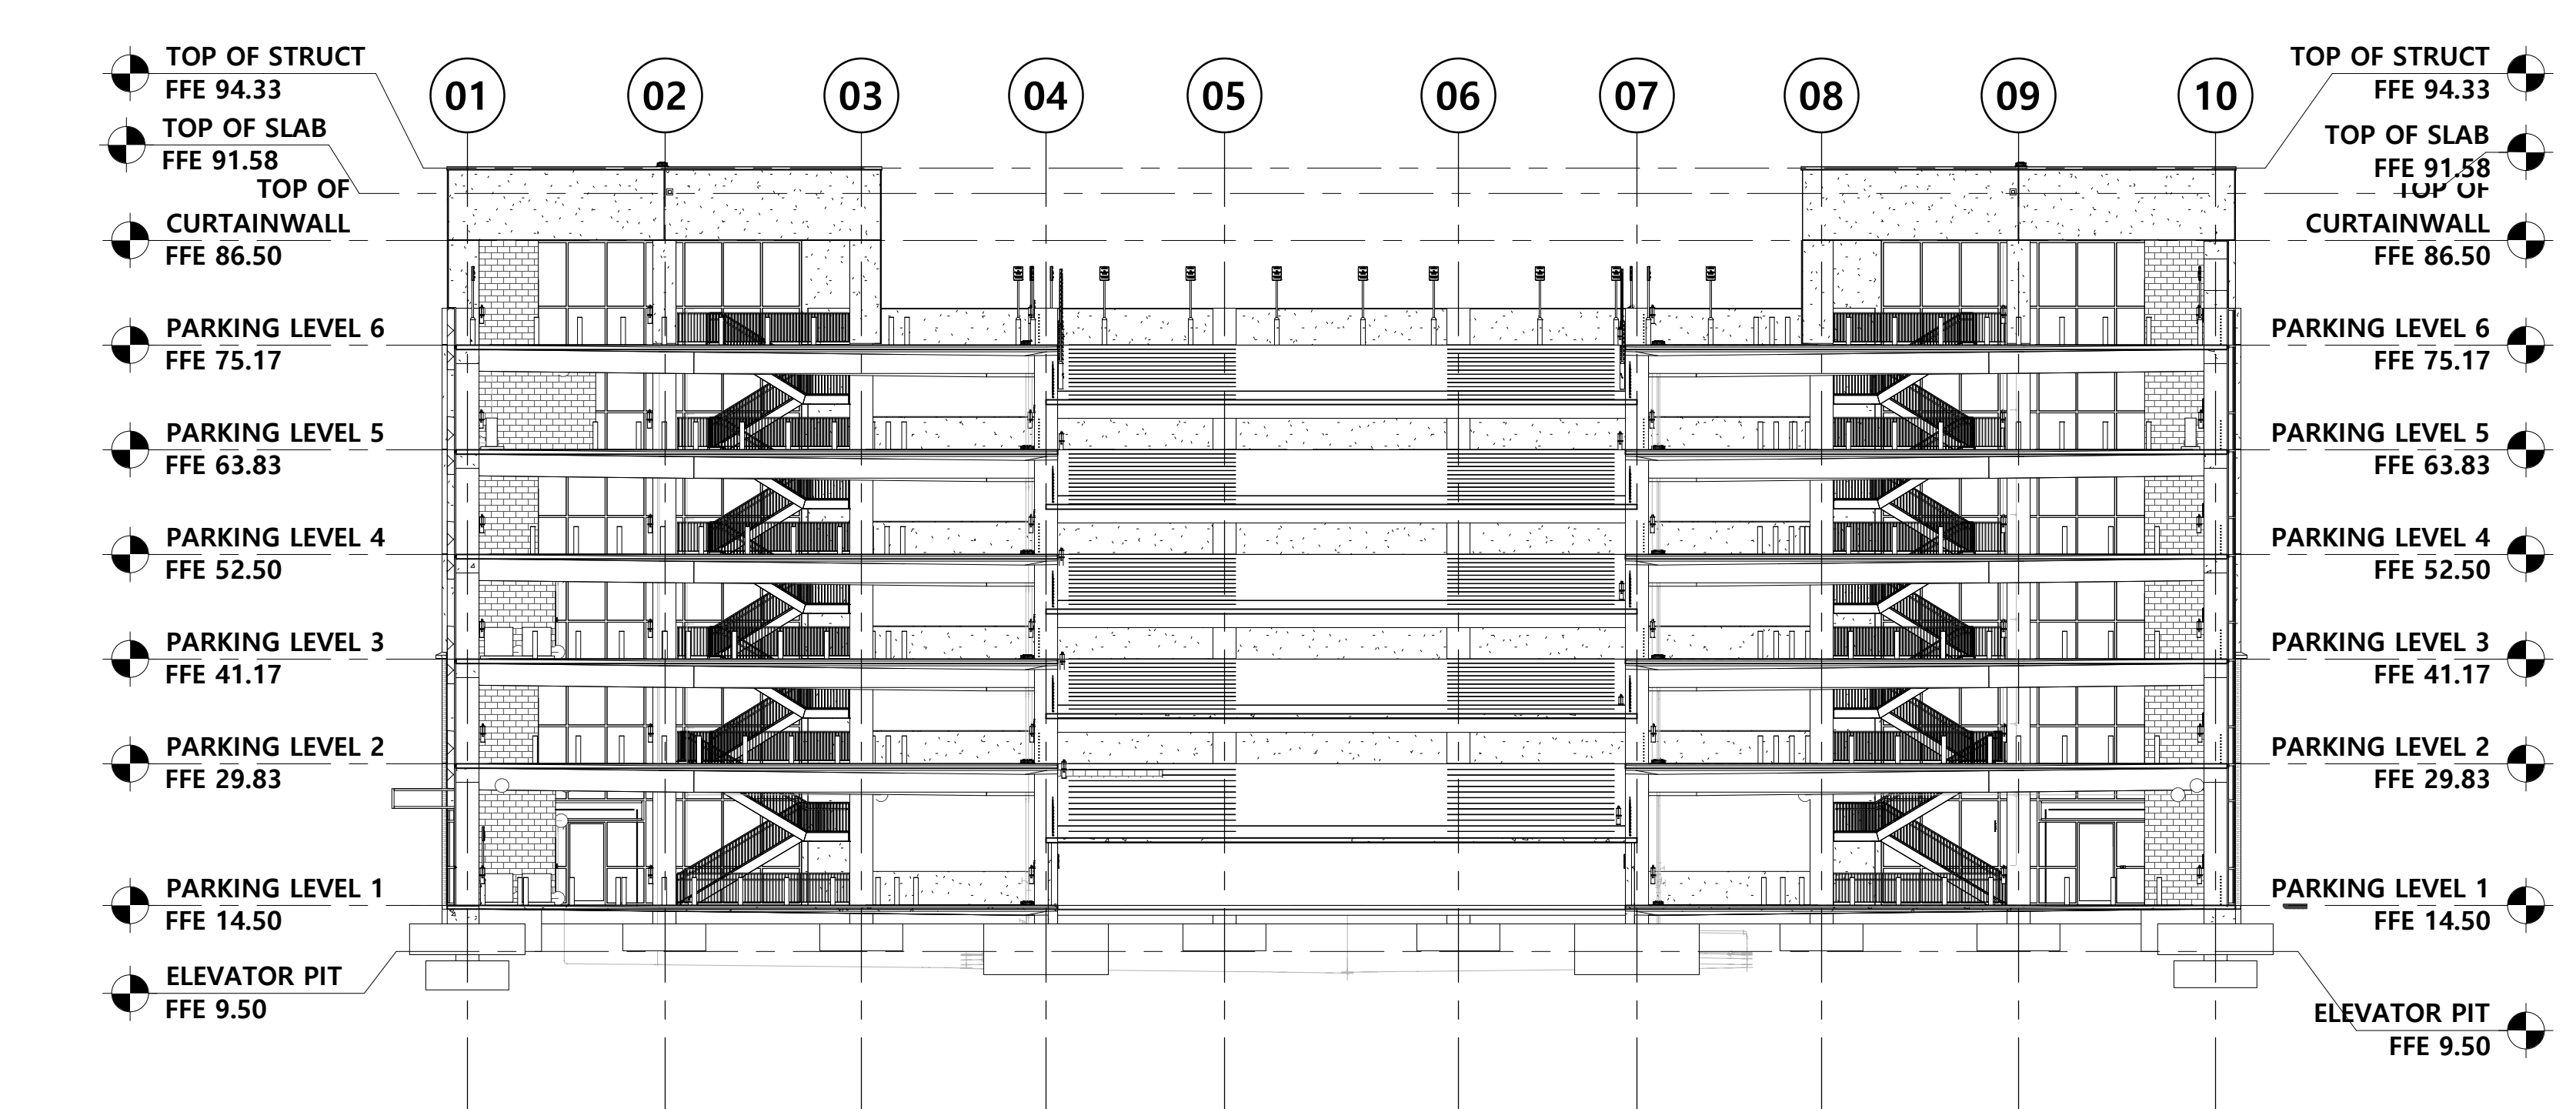 TOP OF STRUCT
FFE 94.33
TOP OF SLAB
FFE 91.58
TOP OF
CURTAINWALL
FFE 86.50
PARKING LEVEL 6
FFE 75.17
PARKING LEVEL 5
FFE 63.83
PARKING LEVEL 4
FFE 52.50
PARKING LEVEL 3
FFE 41.17
PARKING LEVEL 2
FFE 29.83
PARKING LEVEL 1
FFE 14.50
ELEVATOR PIT
FFE 9.50
01 02 03 04 05 06 07 08 09 10
TOP OF STRUCT
FFE 94.33
TOP OF SLAB
FFE 91.58
TOP OF
CURTAINWALL
FFE 86.50
PARKING LEVEL 6
FFE 75.17
PARKING LEVEL 5
FFE 63.83
PARKING LEVEL 4
FFE 52.50
PARKING LEVEL 3
FFE 41.17
PARKING LEVEL 2
FFE 29.83
PARKING LEVEL 1
FFE 14.50
ELEVATOR PIT
FFE 9.50